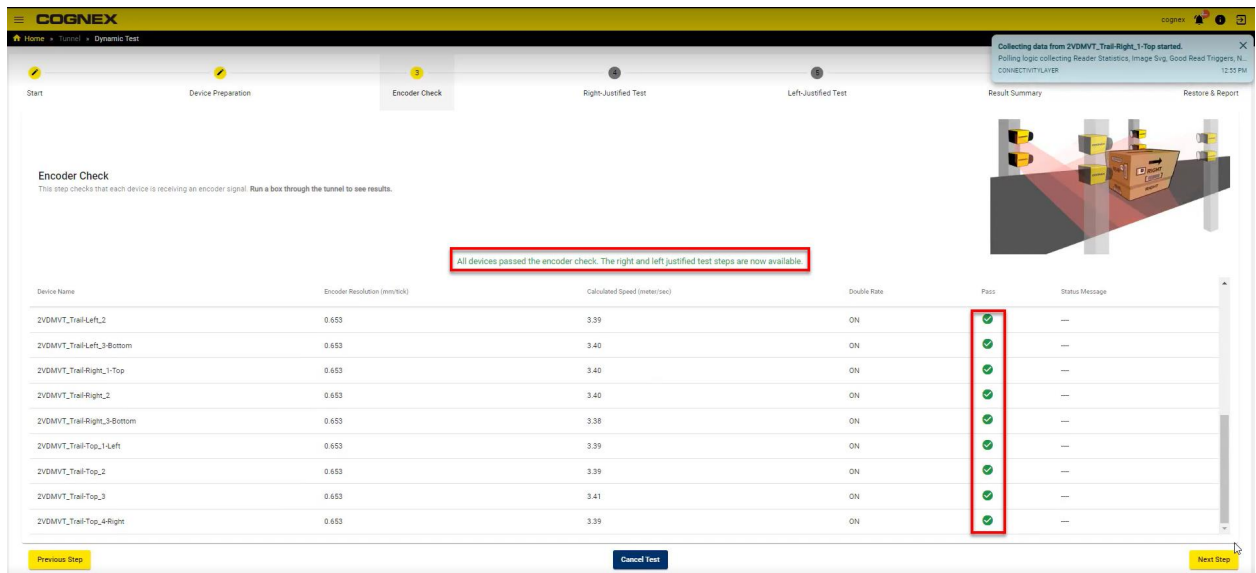 COGNEX
cognex
Home » Tunnel » Dynamic Test
Collecting data from 2VDMVT_Trail-Right_1-Top started.
Polling logic collecting Reader Statistics, Image Svg, Good Read Triggers, N...
CONNECTIVITYLAYER 12:55 PM
3 4 5
Start Device Preparation Encoder Check Right-Justified Test Left-Justified Test Result Summary Restore & Report
Encoder Check
This step checks that each device is receiving an encoder signal. Run a box through the tunnel to see results.
RIGHT
RIGHT
All devices passed the encoder check. The right and left justified test steps are now available.
Device Name Encoder Resolution (mm/tick) Calculated Speed (meter/sec) Double Rate Pass Status Message
2VDMVT_Trail-Left_2 0.653 3.39 ON ---
2VDMVT_Trail-Left_3-Bottom 0.653 3.40 ON ---
2VDMVT_Trail-Right_1-Top 0.653 3.40 ON ---
2VDMVT_Trail-Right_2 0.653 3.40 ON ---
2VDMVT_Trail-Right_3-Bottom 0.653 3.38 ON ---
2VDMVT_Trail-Top_1-Left 0.653 3.39 ON ---
2VDMVT_Trail-Top_2 0.653 3.39 ON ---
2VDMVT_Trail-Top_3 0.653 3.41 ON ---
2VDMVT_Trail-Top_4-Right 0.653 3.39 ON ---
Previous Step Cancel Test Next Step